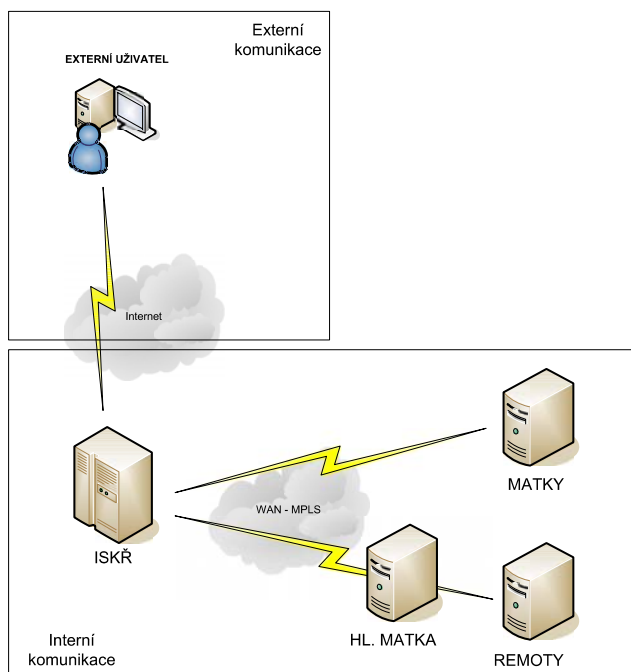 Externí
komunikace
EXTERNÍ UŽIVATEL
Internet
MATKY
WAN - MPLS
ISKŘ
HL. MATKA
REMOTY
Interní
komunikace